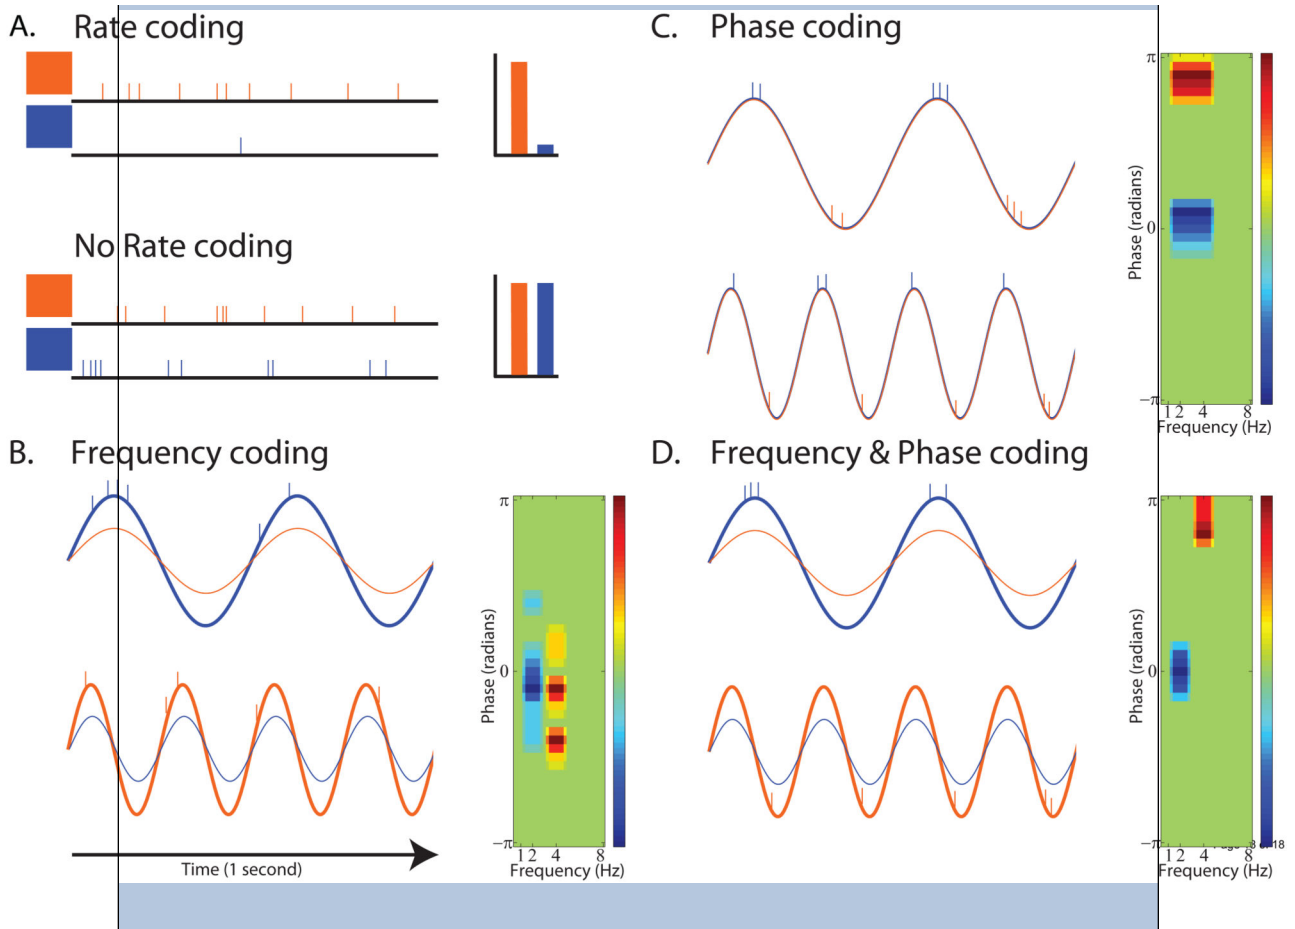 A. Rate coding
No Rate coding
B. Frequency coding
π
0
−π
Phase (radians)
1 2 4 8
Frequency (Hz)
Time (1 second)
C. Phase coding
π
0
−π
Phase (radians)
1 2 4 8
Frequency (Hz)
D. Frequency & Phase coding
π
0
−π
Phase (radians)
1 2 4 8
Frequency (Hz)
18